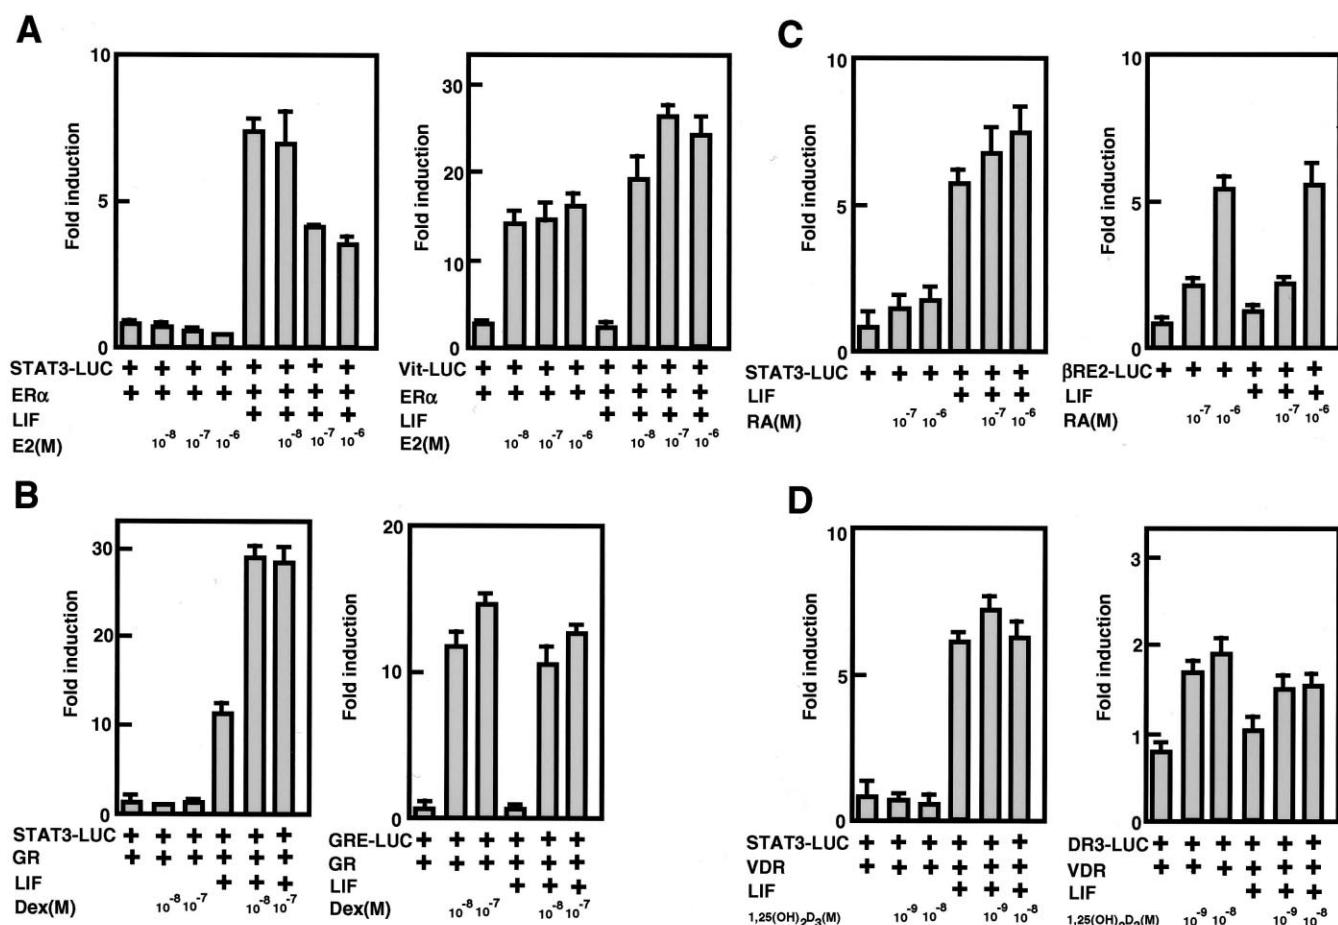 A
10
5
0
Fold induction
STAT3-LUC + + + + + + + +
ERα + + + + + + + +
LIF + + + +
E2(M) 10-8 10-7 10-6 10-8 10-7 10-6
30
20
10
0
Fold induction
Vit-LUC + + + + + + + +
ERα + + + + + + + +
LIF + + + +
E2(M) 10-8 10-7 10-6 10-8 10-7 10-6
C
10
5
0
Fold induction
STAT3-LUC + + + + + +
LIF + + +
RA(M) 10-7 10-6 10-7 10-6
10
5
0
Fold induction
βRE2-LUC + + + + + +
LIF + + +
RA(M) 10-7 10-6 10-7 10-6
B
30
20
10
0
Fold induction
STAT3-LUC + + + + + +
GR + + + + + +
LIF + + +
Dex(M) 10-8 10-7 10-8 10-7
20
10
0
Fold induction
GRE-LUC + + + + + +
GR + + + + + +
LIF + + +
Dex(M) 10-8 10-7 10-8 10-7
D
10
5
0
Fold induction
STAT3-LUC + + + + + +
VDR + + + + + +
LIF + + +
1,25(OH)2D3(M) 10-9 10-8 10-9 10-8
3
2
1
0
Fold induction
DR3-LUC + + + + + +
VDR + + + + + +
LIF + + +
1,25(OH)2D3(M) 10-9 10-8 10-9 10-8